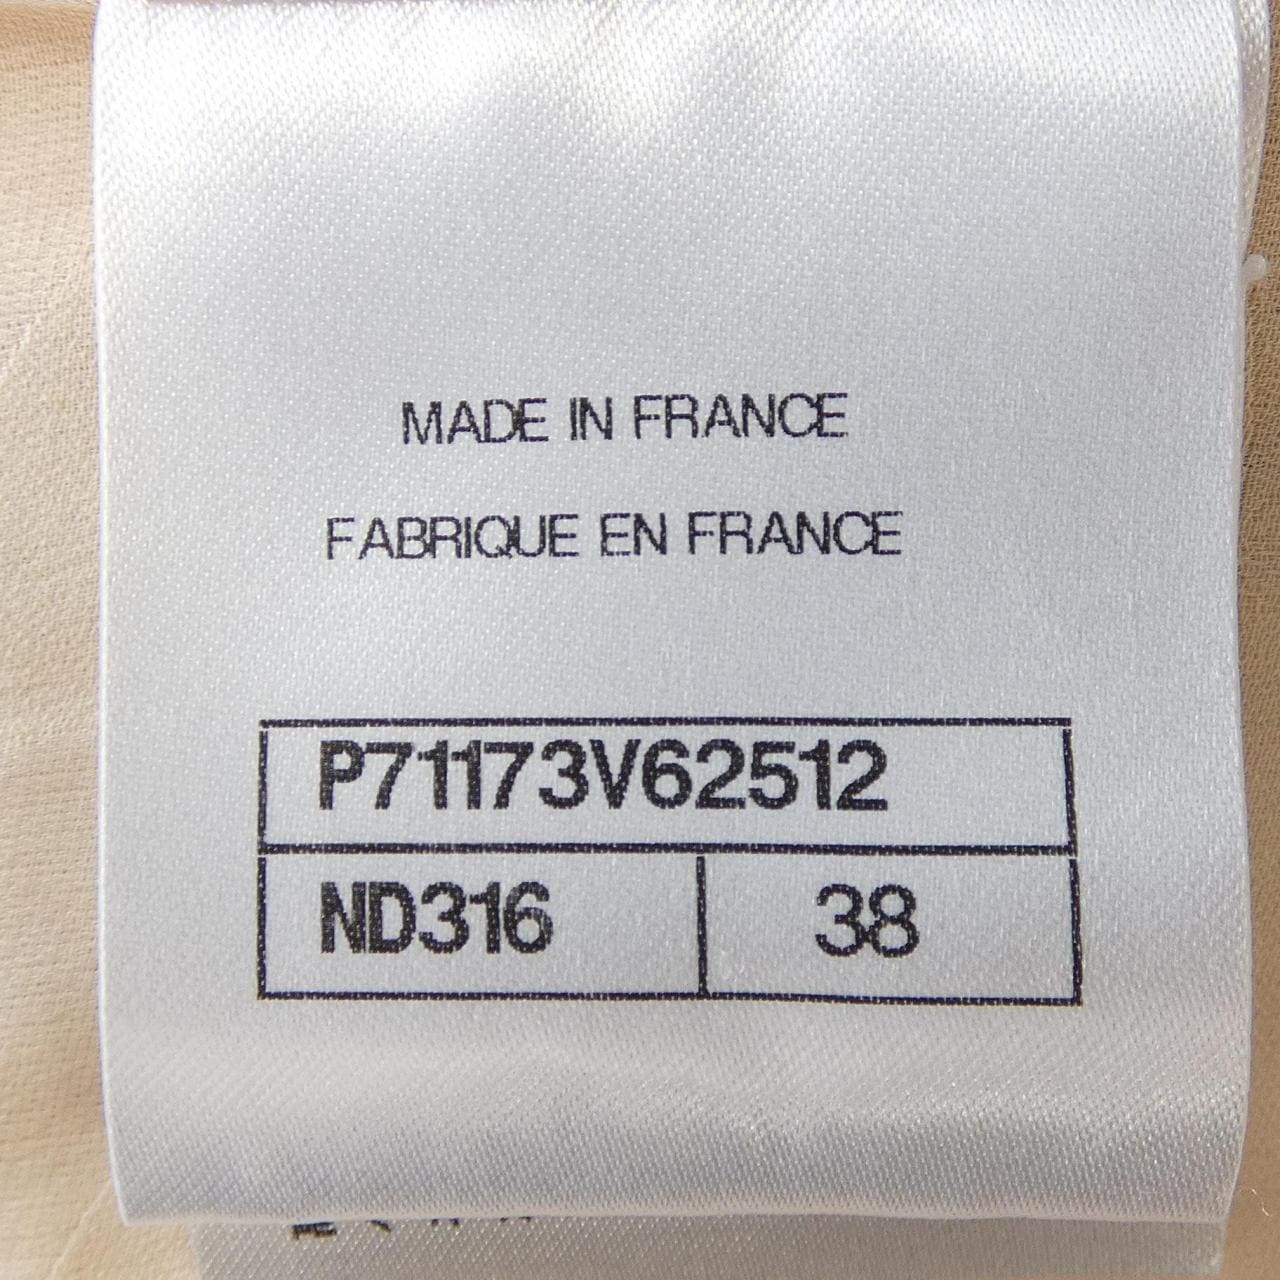 MADE IN FRANCE
FABRIQUE EN FRANCE
P71173V62512
ND316 38